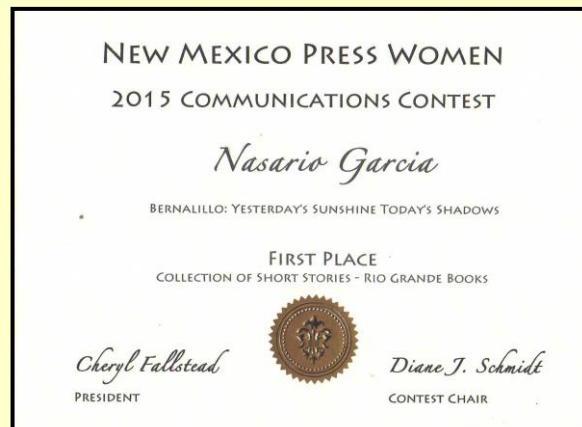 NEW MEXICO PRESS WOMEN
2015 COMMUNICATIONS CONTEST
Nasario Garcia
BERNALILLO: YESTERDAY'S SUNSHINE TODAY'S SHADOWS
FIRST PLACE
COLLECTION OF SHORT STORIES - RIO GRANDE BOOKS
Cheryl Fallstead
PRESIDENT
Diane J. Schmidt
CONTEST CHAIR